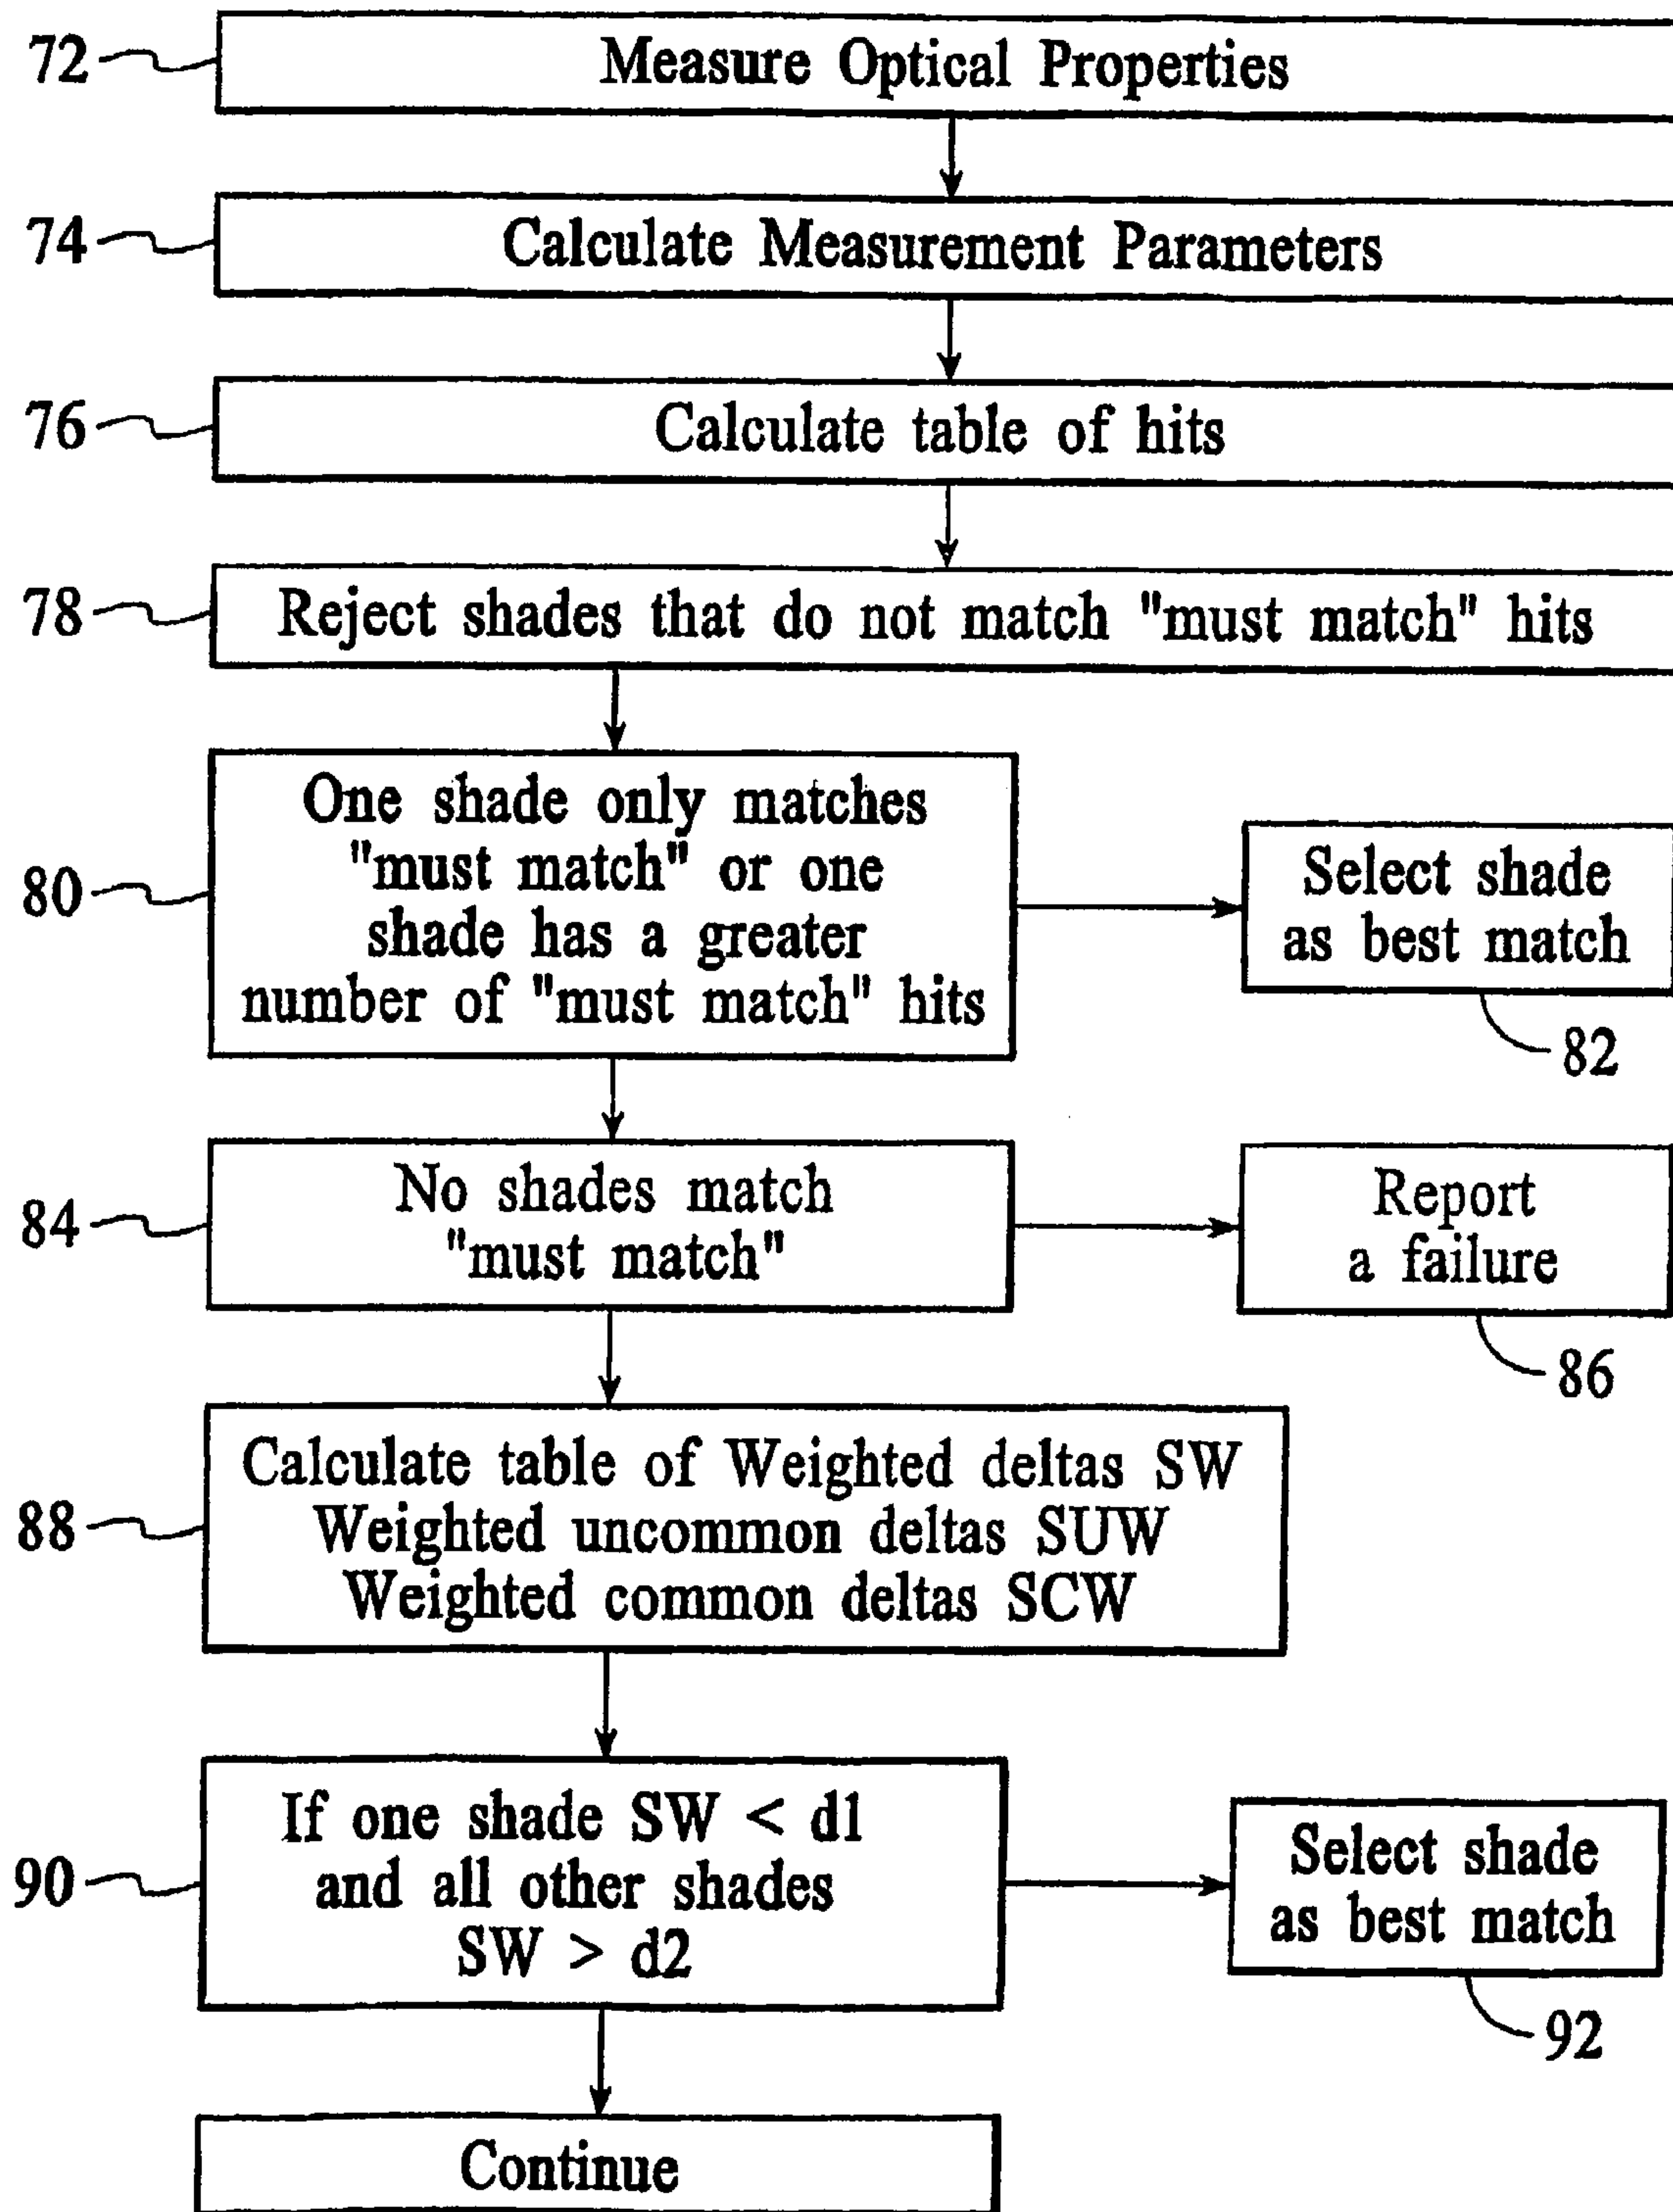 72
Measure Optical Properties
74
Calculate Measurement Parameters
76
Calculate table of hits
78
Reject shades that do not match "must match" hits
80
One shade only matches
"must match" or one
shade has a greater
number of "must match" hits
Select shade
as best match
82
84
No shades match
"must match"
Report
a failure
86
88
Calculate table of Weighted deltas SW
Weighted uncommon deltas SUW
Weighted common deltas SCW
90
If one shade SW < d1
and all other shades
SW > d2
Select shade
as best match
92
Continue